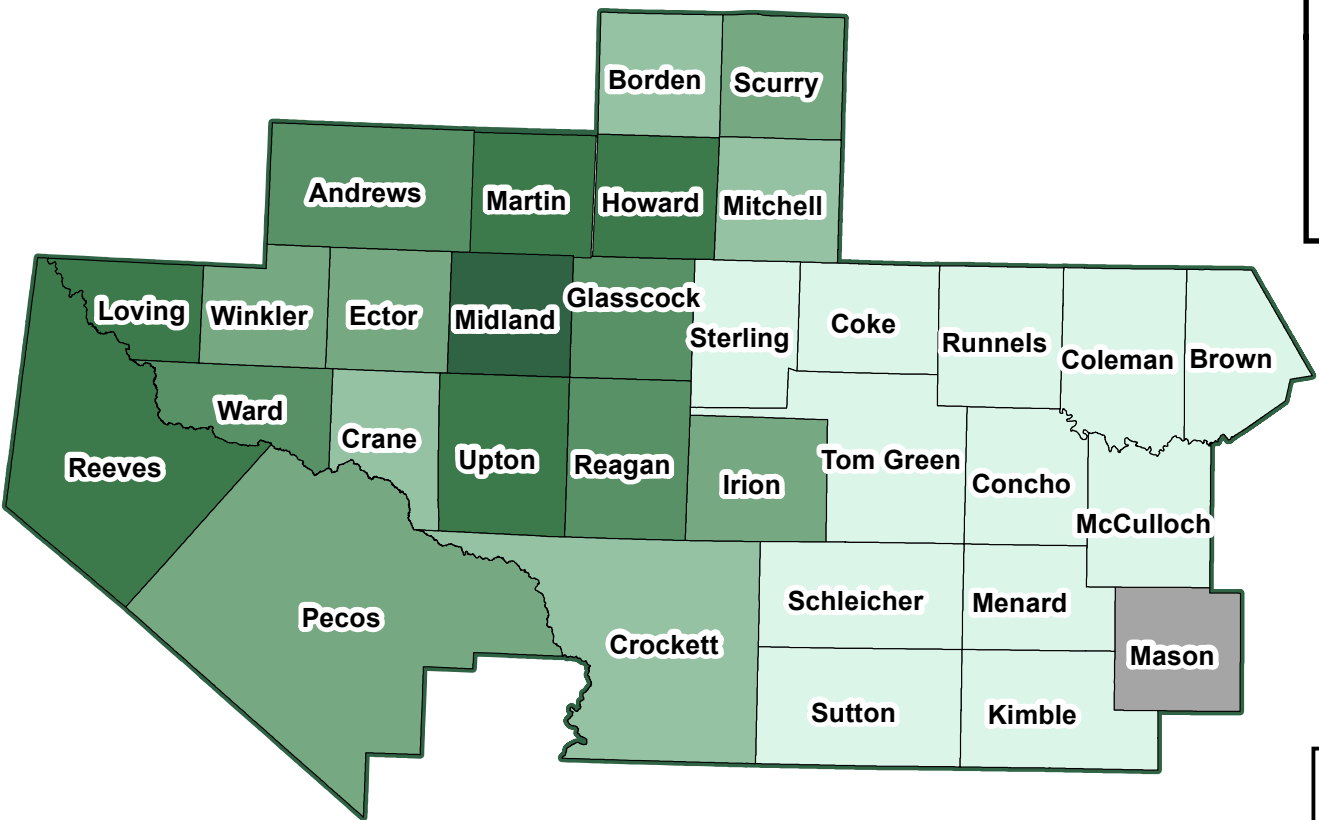 Borden
Scurry
Andrews
Martin
Howard
Mitchell
Loving
Winkler
Ector
Midland
Glasscock
Sterling
Coke
Runnels
Coleman
Brown
Ward
Crane
Reeves
Upton
Reagan
Irion
Tom Green
Concho
McCulloch
Pecos
Crockett
Schleicher
Menard
Mason
Sutton
Kimble